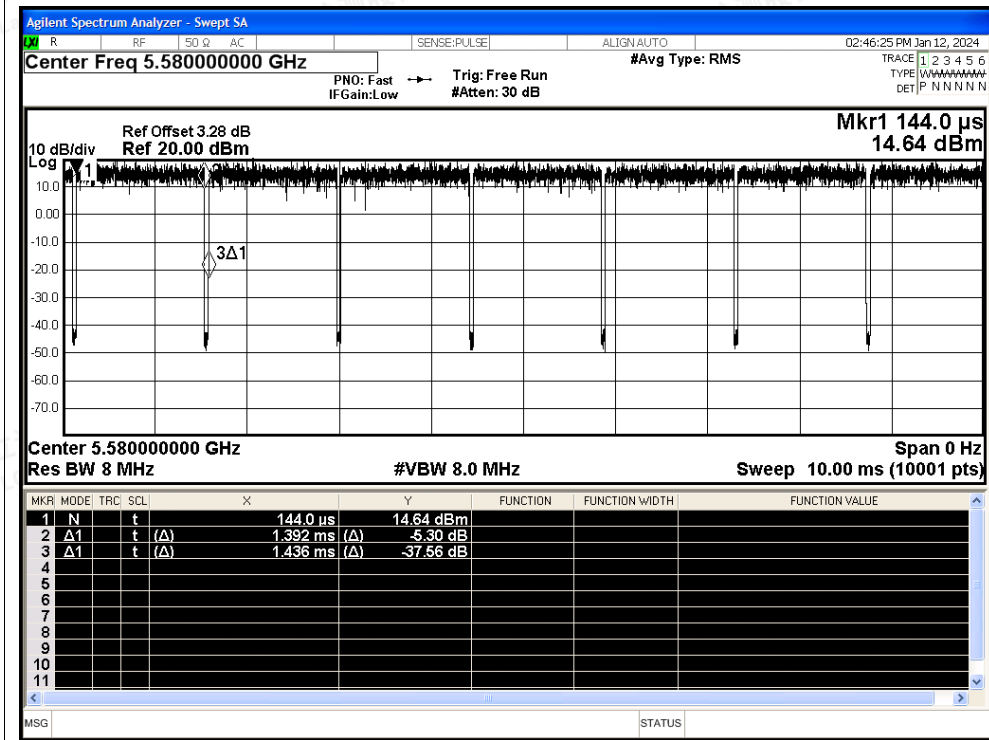 Agilent Spectrum Analyzer - Swept SA
LXI R RF 50 Ω AC SENSE:PULSE ALIGN AUTO 02:46:25 PM Jan 12, 2024
Center Freq 5.580000000 GHz #Avg Type: RMS TRACE 1 2 3 4 5 6
PNO: Fast Trig: Free Run TYPE W
IFGain:Low #Atten: 30 dB DET P N N N N N
Mkr1 144.0 µs
Ref Offset 3.28 dB
10 dB/div Ref 20.00 dBm 14.64 dBm
Log
1
10.0
0.00
-10.0
3Δ1
-20.0
-30.0
-40.0
-50.0
-60.0
-70.0
Center 5.580000000 GHz Span 0 Hz
Res BW 8 MHz #VBW 8.0 MHz Sweep 10.00 ms (10001 pts)
MKR MODE TRC SCL X Y FUNCTION FUNCTION WIDTH FUNCTION VALUE
1 N t 144.0 µs 14.64 dBm
2 Δ1 t (Δ) 1.392 ms (Δ) -5.30 dB
3 Δ1 t (Δ) 1.436 ms (Δ) -37.56 dB
4
5
6
7
8
9
10
11
MSG STATUS